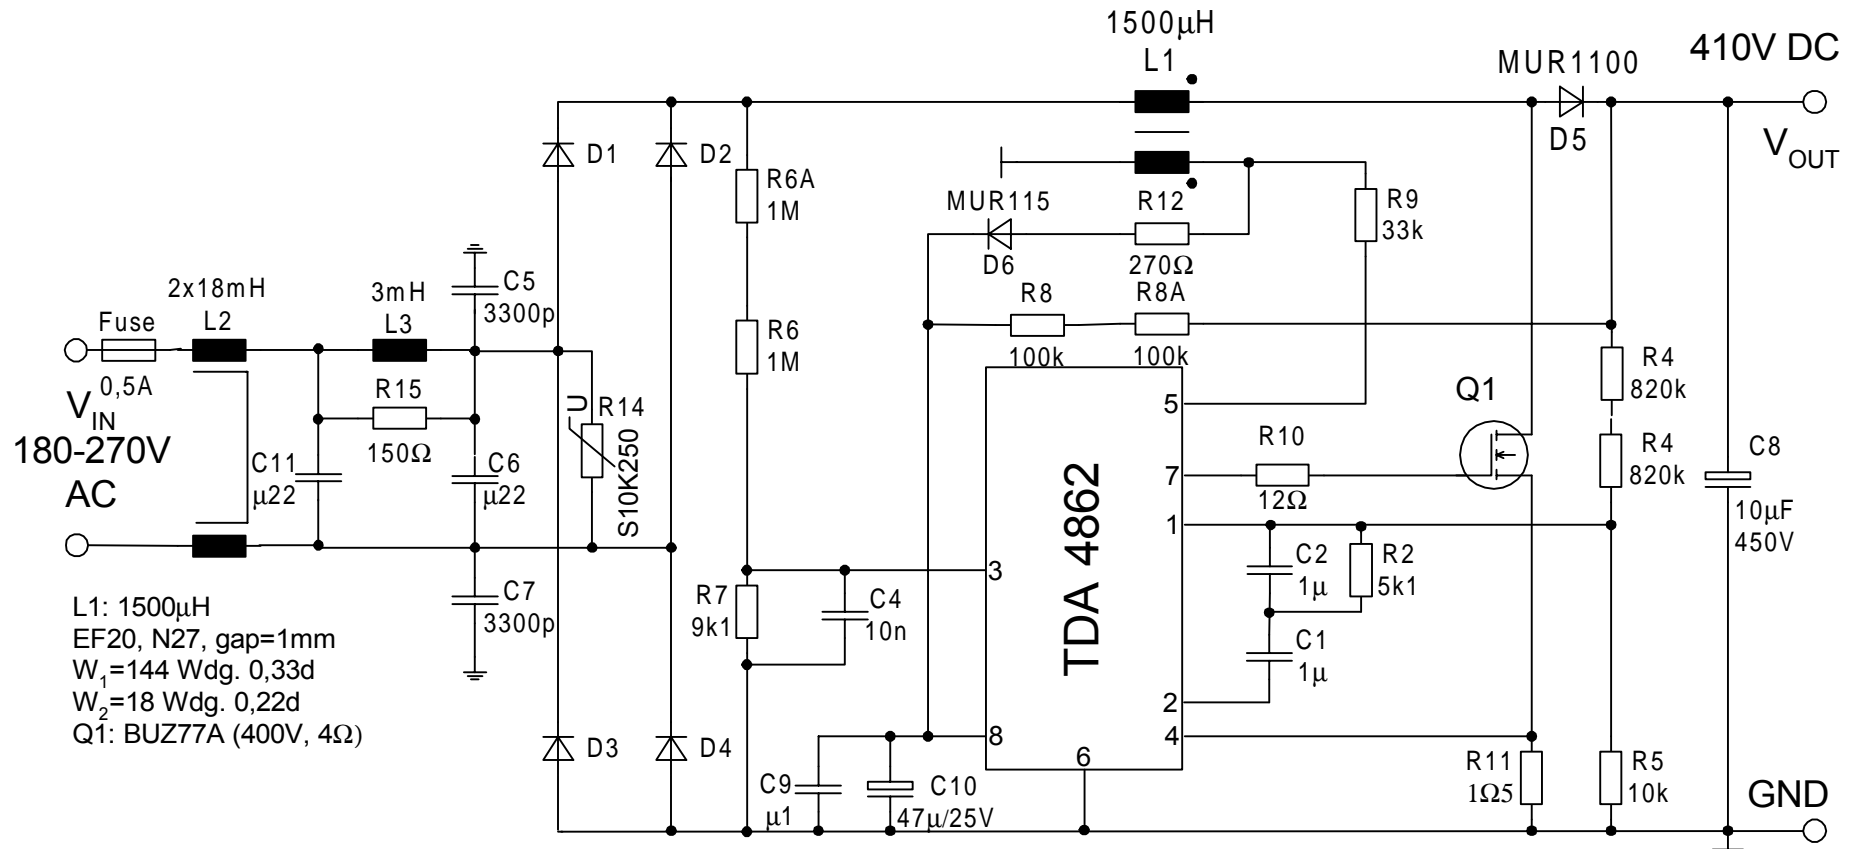 1500μH
L1
MUR1100
410V DC
D5
V_OUT
D1
D2
R6A
1M
MUR115
R12
R9
33k
D6
270Ω
2x18mH
L2
3mH
L3
C5
3300p
Fuse
0,5A
R6
1M
R8
R8A
100k
100k
R4
820k
V_IN
180-270V
AC
R15
150Ω
U
R14
S10K250
5
Q1
R10
12Ω
7
R4
820k
C8
10μF
450V
C11
μ22
C6
μ22
TDA 4862
1
C2
1μ
R2
5k1
3
R7
9k1
C4
10n
C7
3300p
C1
1μ
2
L1: 1500μH
EF20, N27, gap=1mm
W₁=144 Wdg. 0,33d
W₂=18 Wdg. 0,22d
Q1: BUZ77A (400V, 4Ω)
D3
D4
8
6
4
C9
μ1
C10
47μ/25V
R11
1Ω5
R5
10k
GND